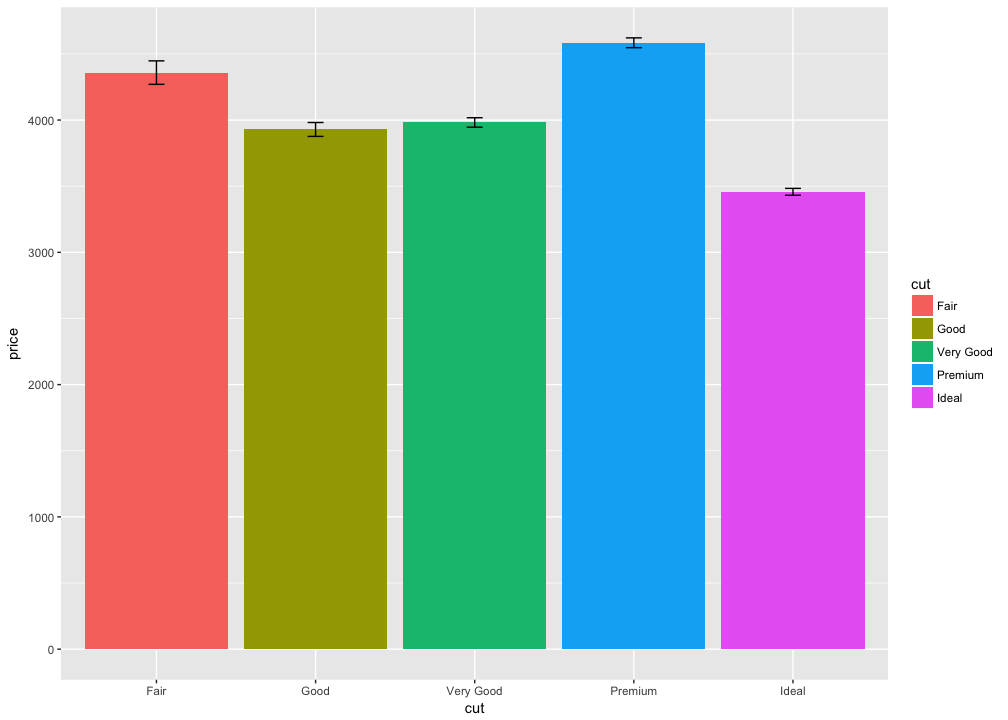 price
4000
3000
2000
1000
0
Fair
Good
Very Good
Premium
Ideal
cut
cut
Fair
Good
Very Good
Premium
Ideal